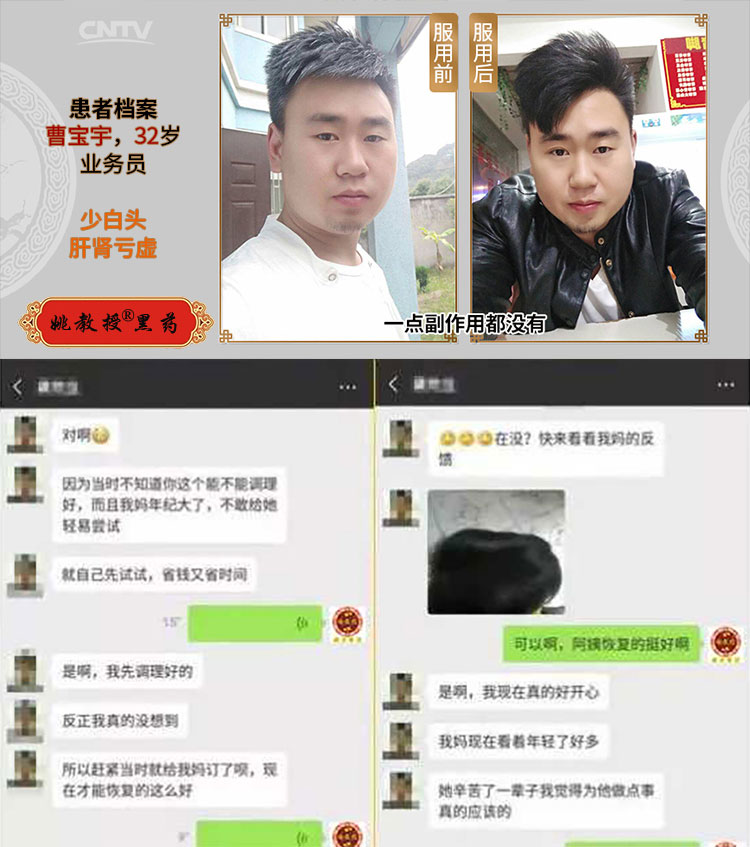 CNTV
患者档案
曹宝宇，32岁
业务员
少白头
肝肾亏虚
姚教授®黑药
服用前
服用后
一点副作用都没有
对啊
因为当时不知道你这个能不能调理
好，而且我妈年纪大了，不敢给她
轻易尝试
就自己先试试，省钱又省时间
15"
是啊，我先调理好的
反正我真的没想到
所以赶紧当时就给我妈订了呗，现
在才能恢复的这么好
9"
在没？快来看看我妈的反
馈
可以啊，阿姨恢复的挺好啊
是啊，我现在真的好开心
我妈现在看着年轻了好多
她辛苦了一辈子我觉得为他做点事
真的应该的